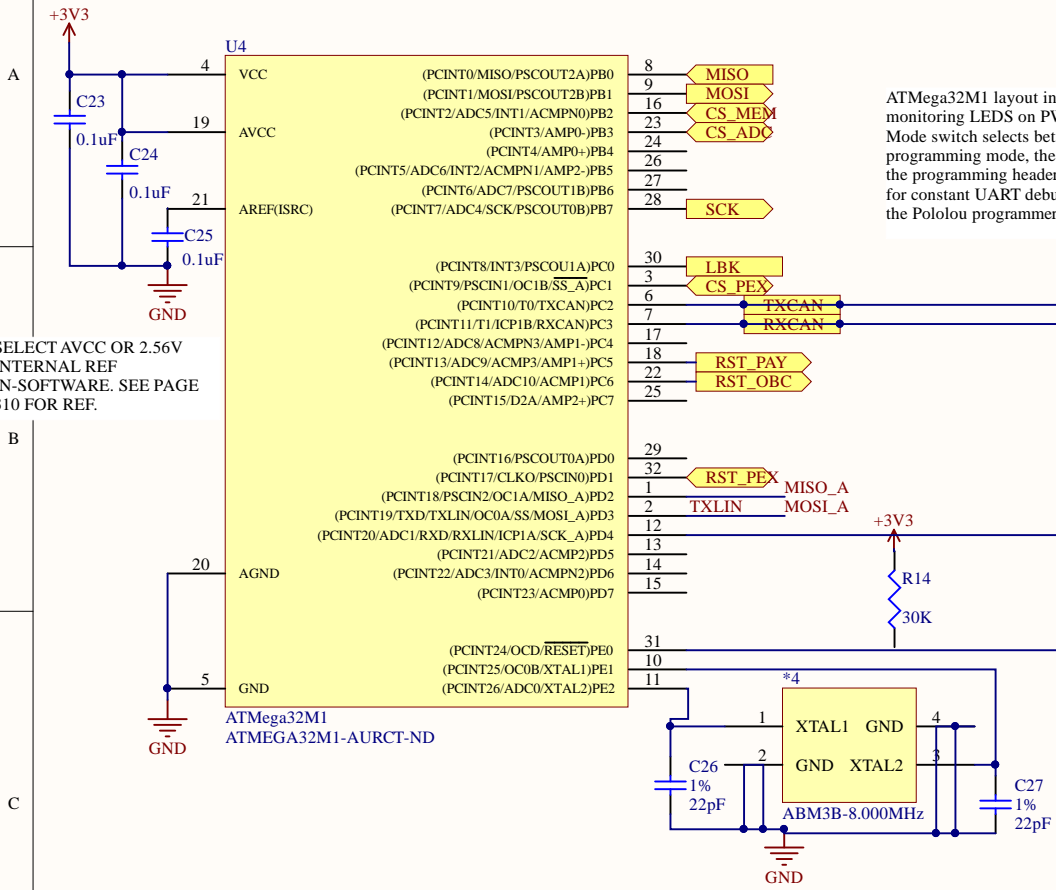 +3V3
A
U4
4 VCC
19 AVCC
21 AREF(ISRC)
C23
0.1uF
C24
0.1uF
C25
0.1uF
GND
(PCINT0/MISO/PSCOUT2A)PB0 8 MISO
(PCINT1/MOSI/PSCOUT2B)PB1 9 MOSI
(PCINT2/ADC5/INT1/ACMPN0)PB2 16 CS_MEM
(PCINT3/AMP0-)PB3 23 CS_ADC
(PCINT4/AMP0+)PB4 24
(PCINT5/ADC6/INT2/ACMPN1/AMP2-)PB5 26
(PCINT6/ADC7/PSCOUT1B)PB6 27
(PCINT7/ADC4/SCK/PSCOUT0B)PB7 28 SCK
(PCINT8/INT3/PSCOU1A)PC0 30 LBK
(PCINT9/PSCIN1/OC1B/SS_A)PC1 3 CS_PEX
(PCINT10/T0/TXCAN)PC2 6 TXCAN
(PCINT11/T1/ICP1B/RXCAN)PC3 7 RXCAN
(PCINT12/ADC8/ACMPN3/AMP1-)PC4 17
(PCINT13/ADC9/ACMP3/AMP1+)PC5 18 RST_PAY
(PCINT14/ADC10/ACMP1)PC6 22 RST_OBC
(PCINT15/D2A/AMP2+)PC7 25
(PCINT16/PSCOUT0A)PD0 29
(PCINT17/CLKO/PSCIN0)PD1 32 RST_PEX
(PCINT18/PSCIN2/OC1A/MISO_A)PD2 1 MISO_A
(PCINT19/TXD/TXLIN/OC0A/SS/MOSI_A)PD3 2 TXLIN MOSI_A
(PCINT20/ADC1/RXD/RXLIN/ICP1A/SCK_A)PD4 12
(PCINT21/ADC2/ACMP2)PD5 13
(PCINT22/ADC3/INT0/ACMPN2)PD6 14
(PCINT23/ACMP0)PD7 15
(PCINT24/OCD/RESET)PE0 31
(PCINT25/OC0B/XTAL1)PE1 10
(PCINT26/ADC0/XTAL2)PE2 11
20 AGND
5 GND
GND
ATMega32M1
ATMEGA32M1-AURCT-ND
ATMega32M1 layout in
monitoring LEDS on PV
Mode switch selects bet
programming mode, the
the programming header
for constant UART debu
the Pololou programmer
SELECT AVCC OR 2.56V
NTERNAL REF
N-SOFTWARE. SEE PAGE
310 FOR REF.
B
+3V3
R14
30K
*4
1 XTAL1 GND 4
2 GND XTAL2 3
ABM3B-8.000MHz
C26
1%
22pF
C27
1%
22pF
GND
C